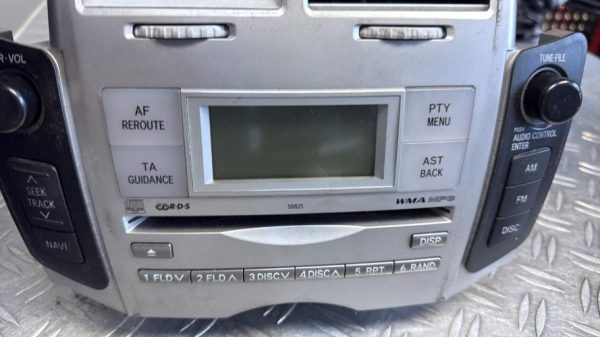 R-VOL
TUNE·FILE
AF
REROUTE
PTY
MENU
TA
GUIDANCE
AST
BACK
PUSH
AUDIO CONTROL
ENTER
AM
FM
DISC
SEEK
TRACK
NAVI
R·D·S
58825
WMA MP3
DISP
1 FLD ∨
2 FLD ∧
3 DISC ∨
4 DISC ∧
5 RPT
6 RAND